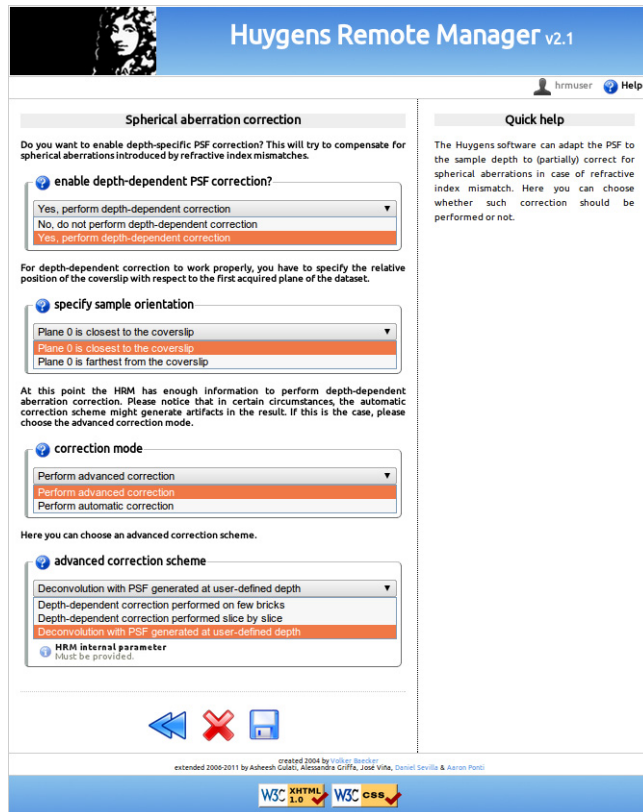 Huygens Remote Manager v2.1
hrmuser Help
Spherical aberration correction
Do you want to enable depth-specific PSF correction? This will try to compensate for
spherical aberrations introduced by refractive index mismatches.
enable depth-dependent PSF correction?
Yes, perform depth-dependent correction
No, do not perform depth-dependent correction
Yes, perform depth-dependent correction
For depth-dependent correction to work properly, you have to specify the relative
position of the coverslip with respect to the first acquired plane of the dataset.
specify sample orientation
Plane 0 is closest to the coverslip
Plane 0 is closest to the coverslip
Plane 0 is farthest from the coverslip
At this point the HRM has enough information to perform depth-dependent
aberration correction. Please notice that in certain circumstances, the automatic
correction scheme might generate artifacts in the result. If this is the case, please
choose the advanced correction mode.
correction mode
Perform advanced correction
Perform advanced correction
Perform automatic correction
Here you can choose an advanced correction scheme.
advanced correction scheme
Deconvolution with PSF generated at user-defined depth
Depth-dependent correction performed on few bricks
Depth-dependent correction performed slice by slice
Deconvolution with PSF generated at user-defined depth
HRM internal parameter
Must be provided.
Quick help
The Huygens software can adapt the PSF to
the sample depth to (partially) correct for
spherical aberrations in case of refractive
index mismatch. Here you can choose
whether such correction should be
performed or not.
created 2004 by Volker Baecker
extended 2006-2011 by Asheesh Gulati, Alessandra Griffa, José Viña, Daniel Sevilla & Aaron Ponti
W3C XHTML 1.0 W3C css